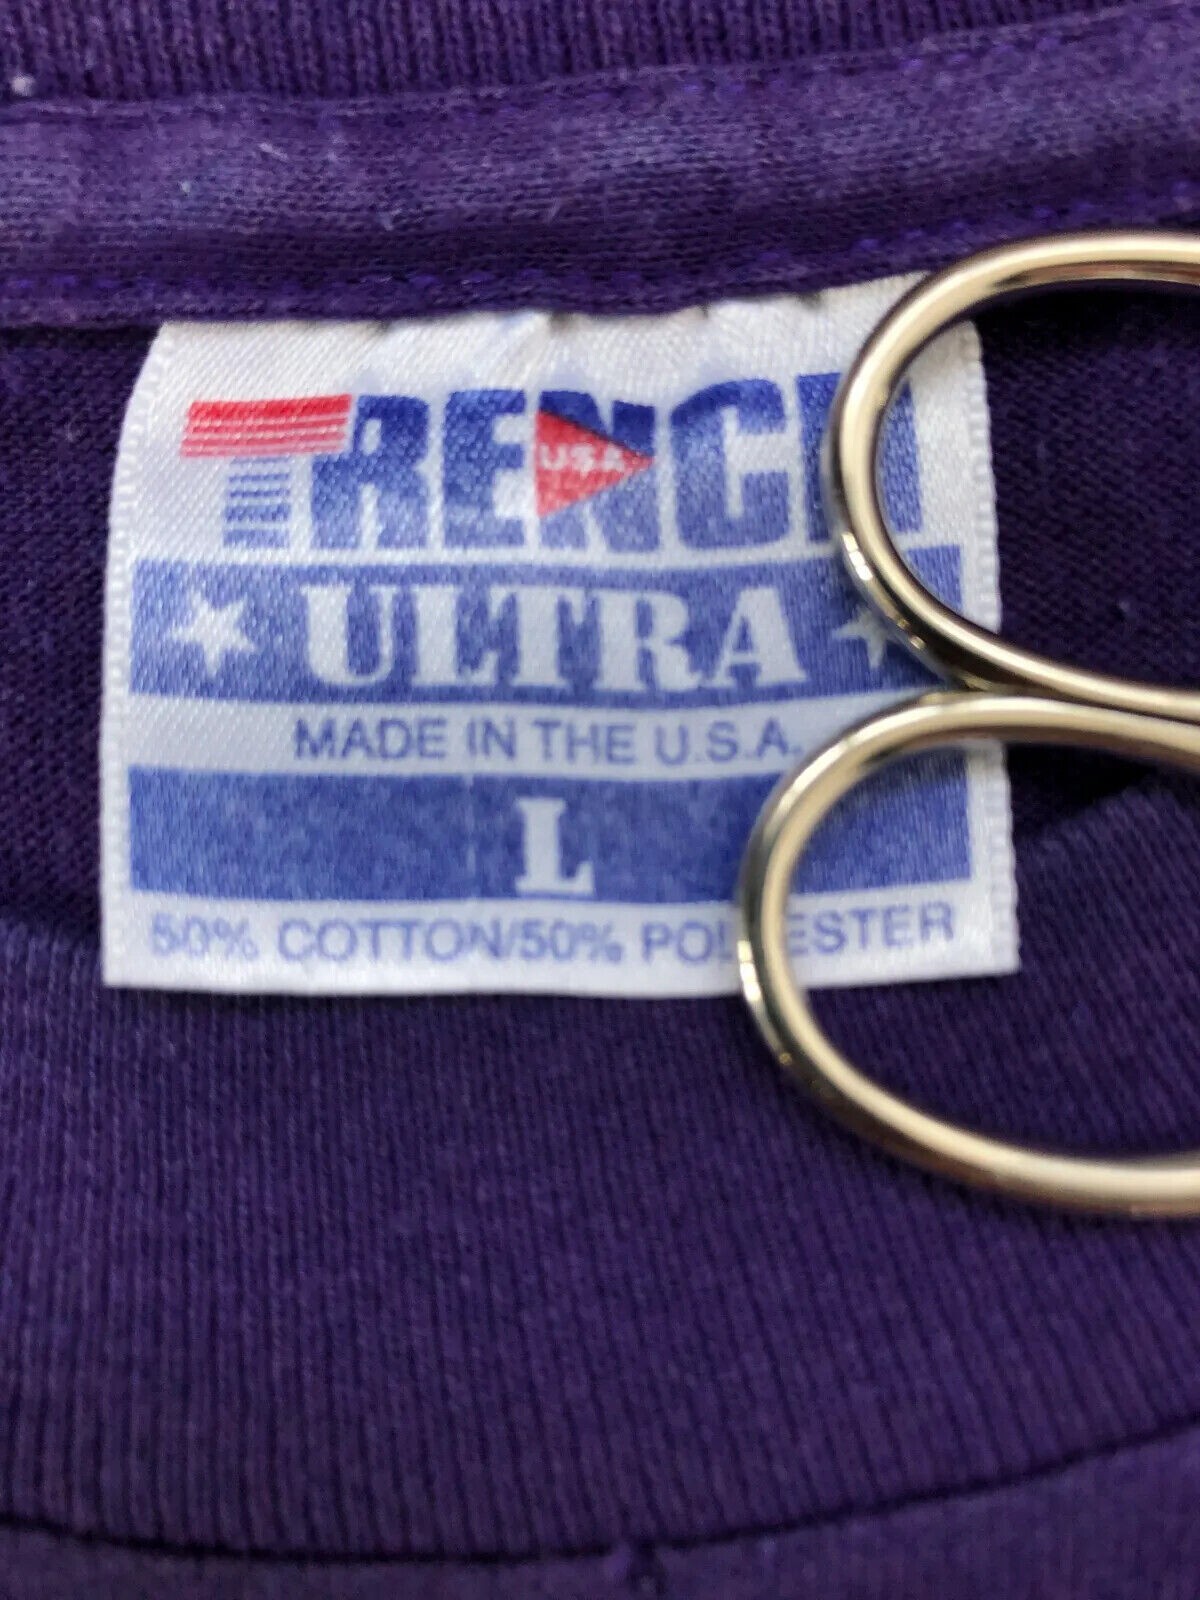 TRENCH
USA
ULTRA
MADE IN THE U.S.A.
L
50% COTTON/50% POLYESTER